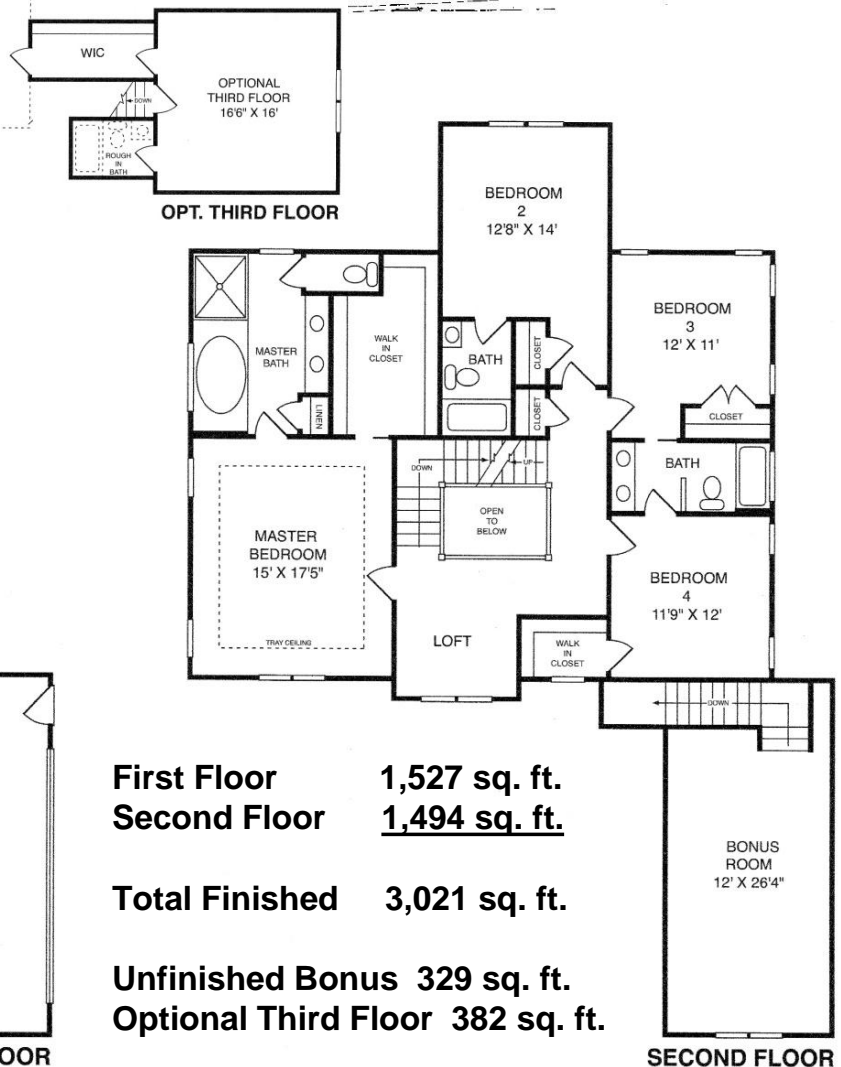 WIC
OPTIONAL
THIRD FLOOR
16'6" X 16'
DOWN
ROUGH
IN
BATH
OPT. THIRD FLOOR
BEDROOM
2
12'8" X 14'
BEDROOM
3
12' X 11'
MASTER
BATH
WALK
IN
CLOSET
BATH
CLOSET
CLOSET
LINEN
CLOSET
BATH
DOWN
UP
OPEN
TO
BELOW
MASTER
BEDROOM
15' X 17'5"
TRAY CEILING
LOFT
WALK
IN
CLOSET
BEDROOM
4
11'9" X 12'
DOWN
BONUS
ROOM
12' X 26'4"
First Floor 1,527 sq. ft.
Second Floor 1,494 sq. ft.
Total Finished 3,021 sq. ft.
Unfinished Bonus 329 sq. ft.
Optional Third Floor 382 sq. ft.
OOR
SECOND FLOOR